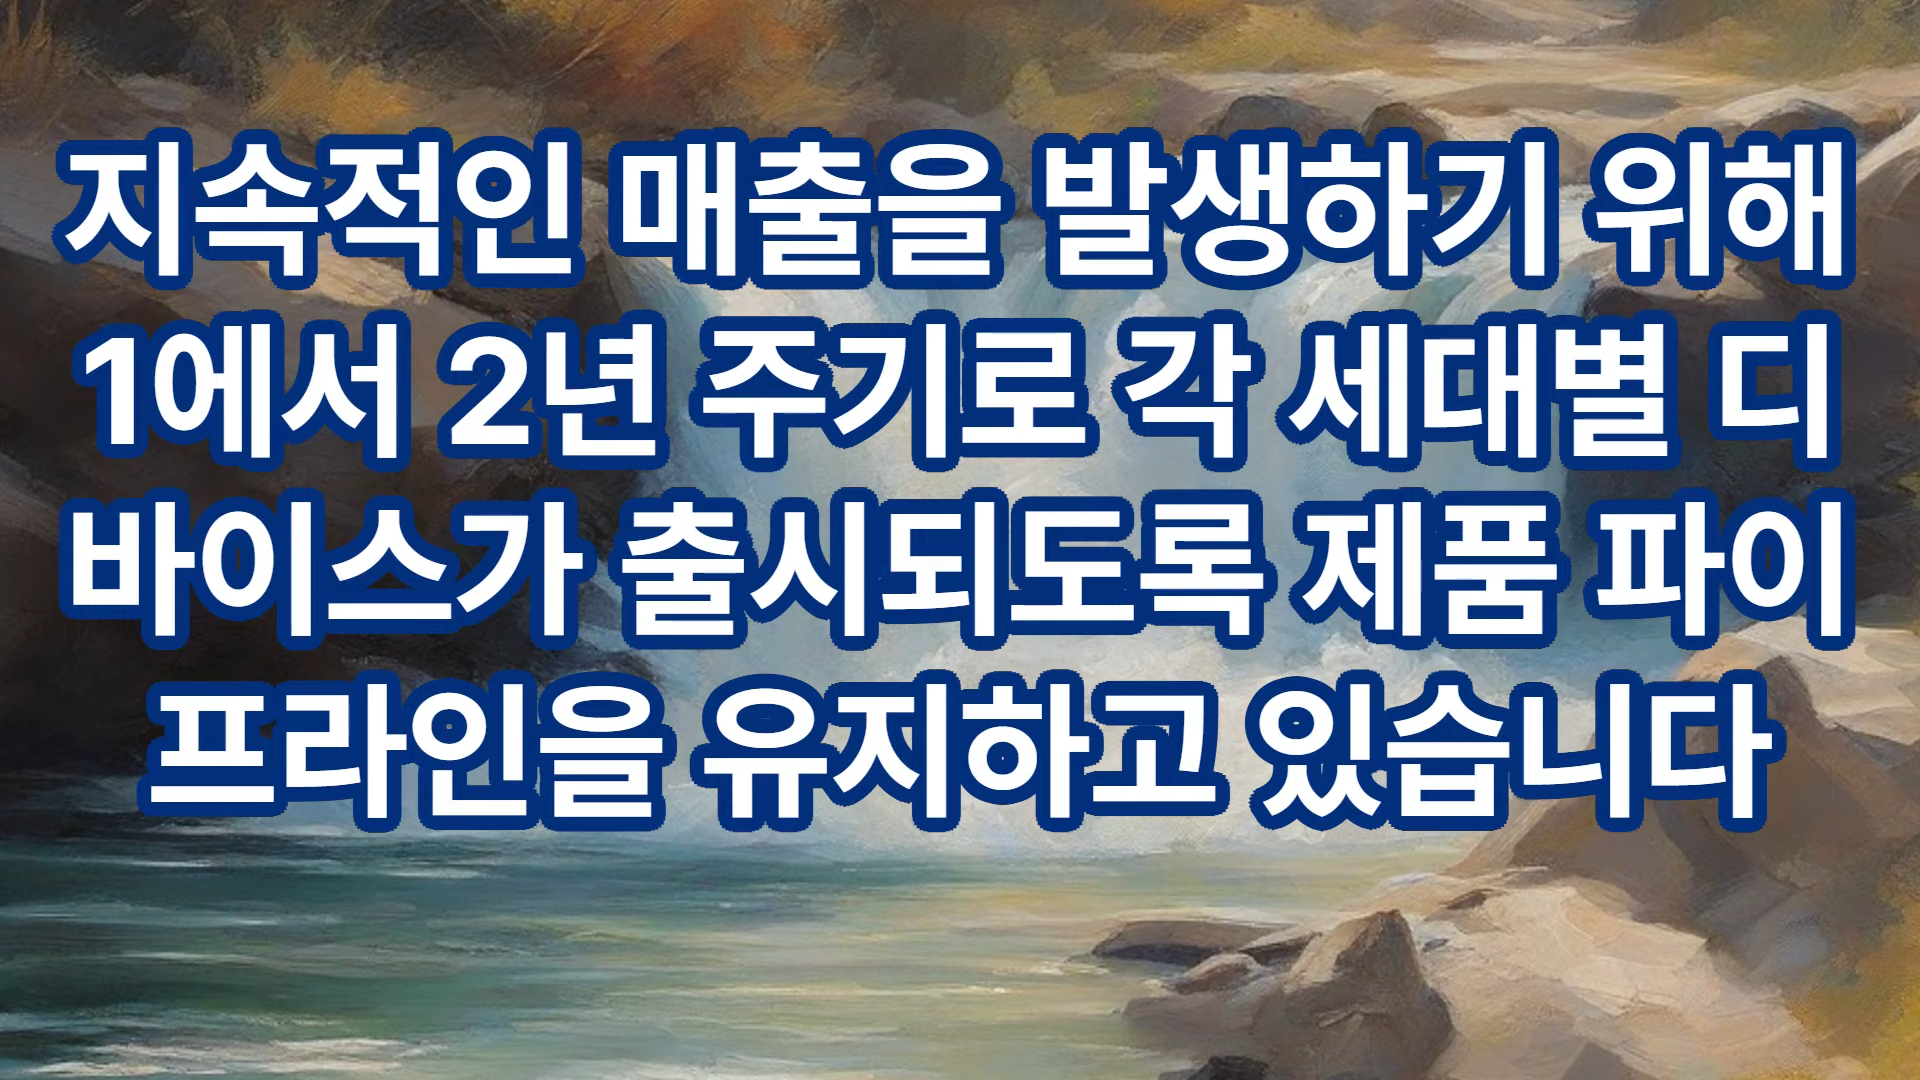 지속적인 매출을 발생하기 위해
1에서 2년 주기로 각 세대별 디
바이스가 출시되도록 제품 파이
프라인을 유지하고 있습니다